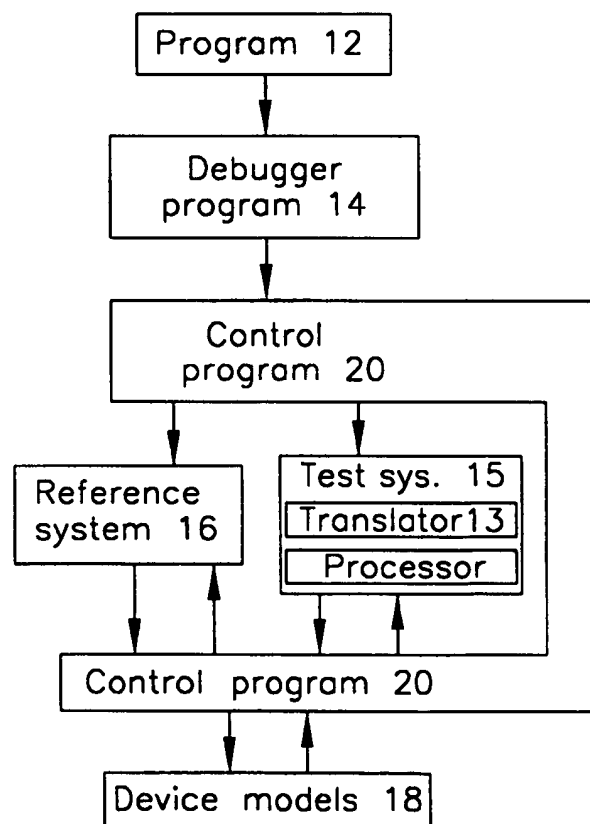 Program 12
Debugger
program 14
Control
program 20
Reference
system 16
Test sys. 15
Translator13
Processor
Control program 20
Device models 18